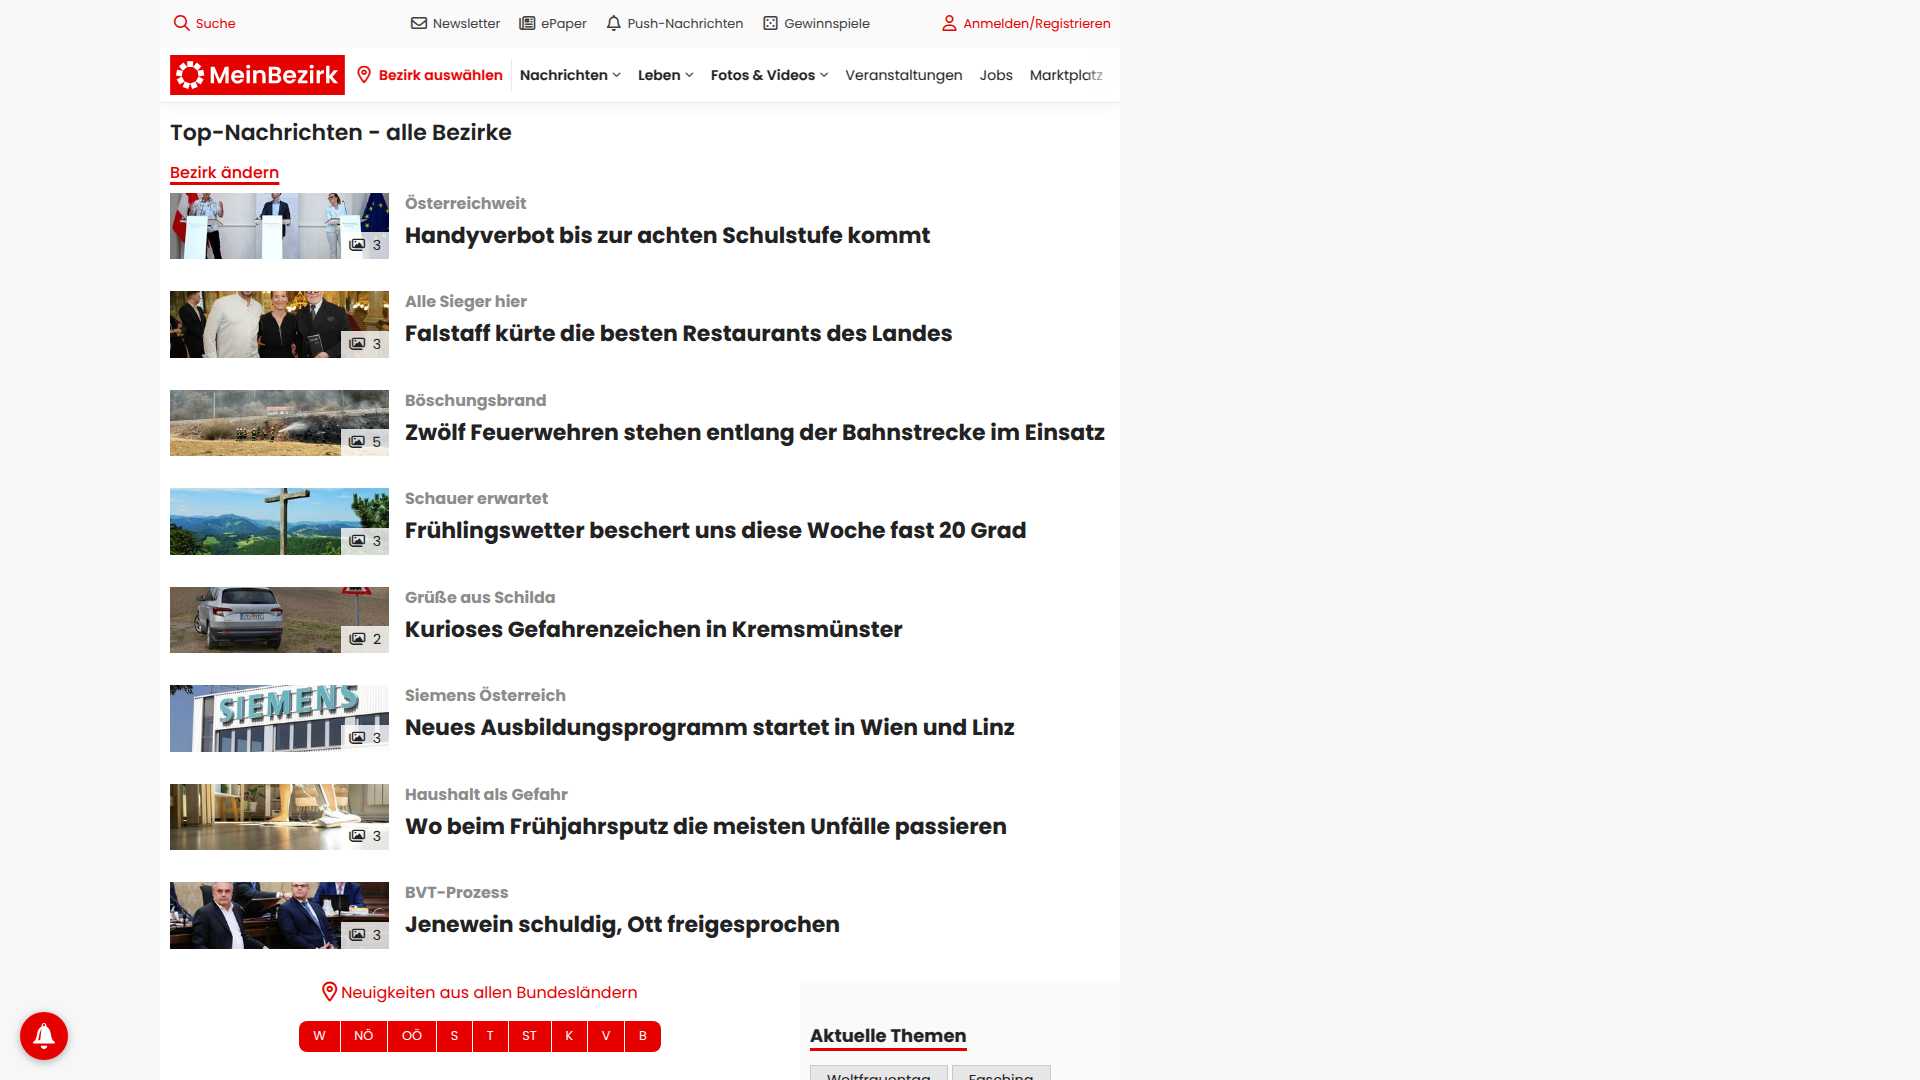 Suche
Newsletter
ePaper
Push-Nachrichten
Gewinnspiele
Anmelden/Registrieren
MeinBezirk
Bezirk auswählen
Nachrichten
Leben
Fotos & Videos
Veranstaltungen
Jobs
Marktplatz
Top-Nachrichten - alle Bezirke
Bezirk ändern
3
Österreichweit
Handyverbot bis zur achten Schulstufe kommt
3
Alle Sieger hier
Falstaff kürte die besten Restaurants des Landes
5
Böschungsbrand
Zwölf Feuerwehren stehen entlang der Bahnstrecke im Einsatz
3
Schauer erwartet
Frühlingswetter beschert uns diese Woche fast 20 Grad
2
Grüße aus Schilda
Kurioses Gefahrenzeichen in Kremsmünster
SIEMENS
3
Siemens Österreich
Neues Ausbildungsprogramm startet in Wien und Linz
3
Haushalt als Gefahr
Wo beim Frühjahrsputz die meisten Unfälle passieren
3
BVT-Prozess
Jenewein schuldig, Ott freigesprochen
Neuigkeiten aus allen Bundesländern
W NÖ OÖ S T ST K V B
Aktuelle Themen
Weltfrauentag
Fasching